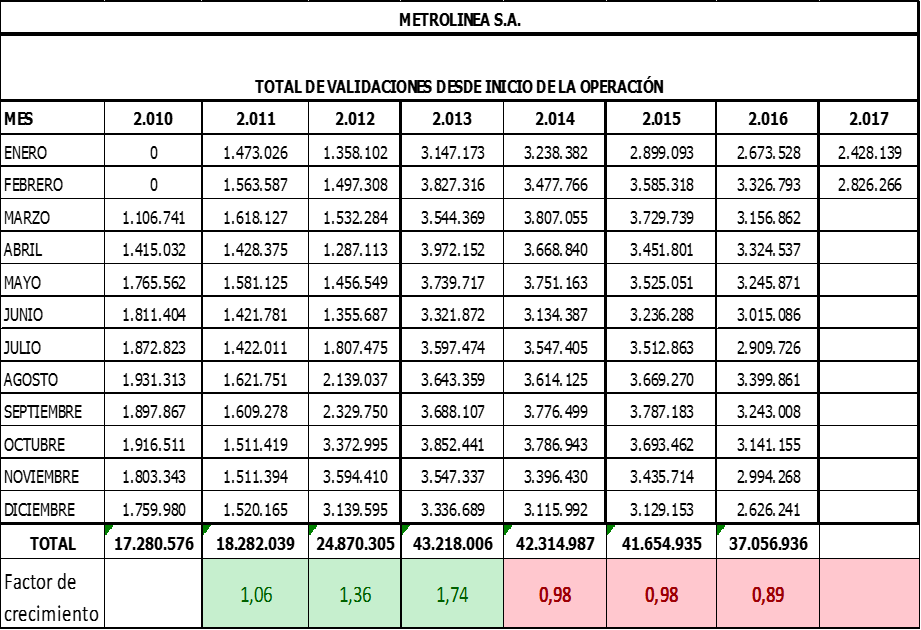 METROLINEA S.A.
TOTAL DE VALIDACIONES DESDE INICIO DE LA OPERACIÓN
MES 2.010 2.011 2.012 2.013 2.014 2.015 2.016 2.017
ENERO 0 1.473.026 1.358.102 3.147.173 3.238.382 2.899.093 2.673.528 2.428.139
FEBRERO 0 1.563.587 1.497.308 3.827.316 3.477.766 3.585.318 3.326.793 2.826.266
MARZO 1.106.741 1.618.127 1.532.284 3.544.369 3.807.055 3.729.739 3.156.862
ABRIL 1.415.032 1.428.375 1.287.113 3.972.152 3.668.840 3.451.801 3.324.537
MAYO 1.765.562 1.581.125 1.456.549 3.739.717 3.751.163 3.525.051 3.245.871
JUNIO 1.811.404 1.421.781 1.355.687 3.321.872 3.134.387 3.236.288 3.015.086
JULIO 1.872.823 1.422.011 1.807.475 3.597.474 3.547.405 3.512.863 2.909.726
AGOSTO 1.931.313 1.621.751 2.139.037 3.643.359 3.614.125 3.669.270 3.399.861
SEPTIEMBRE 1.897.867 1.609.278 2.329.750 3.688.107 3.776.499 3.787.183 3.243.008
OCTUBRE 1.916.511 1.511.419 3.372.995 3.852.441 3.786.943 3.693.462 3.141.155
NOVIEMBRE 1.803.343 1.511.394 3.594.410 3.547.337 3.396.430 3.435.714 2.994.268
DICIEMBRE 1.759.980 1.520.165 3.139.595 3.336.689 3.115.992 3.129.153 2.626.241
TOTAL 17.280.576 18.282.039 24.870.305 43.218.006 42.314.987 41.654.935 37.056.936
Factor de
crecimiento 1,06 1,36 1,74 0,98 0,98 0,89